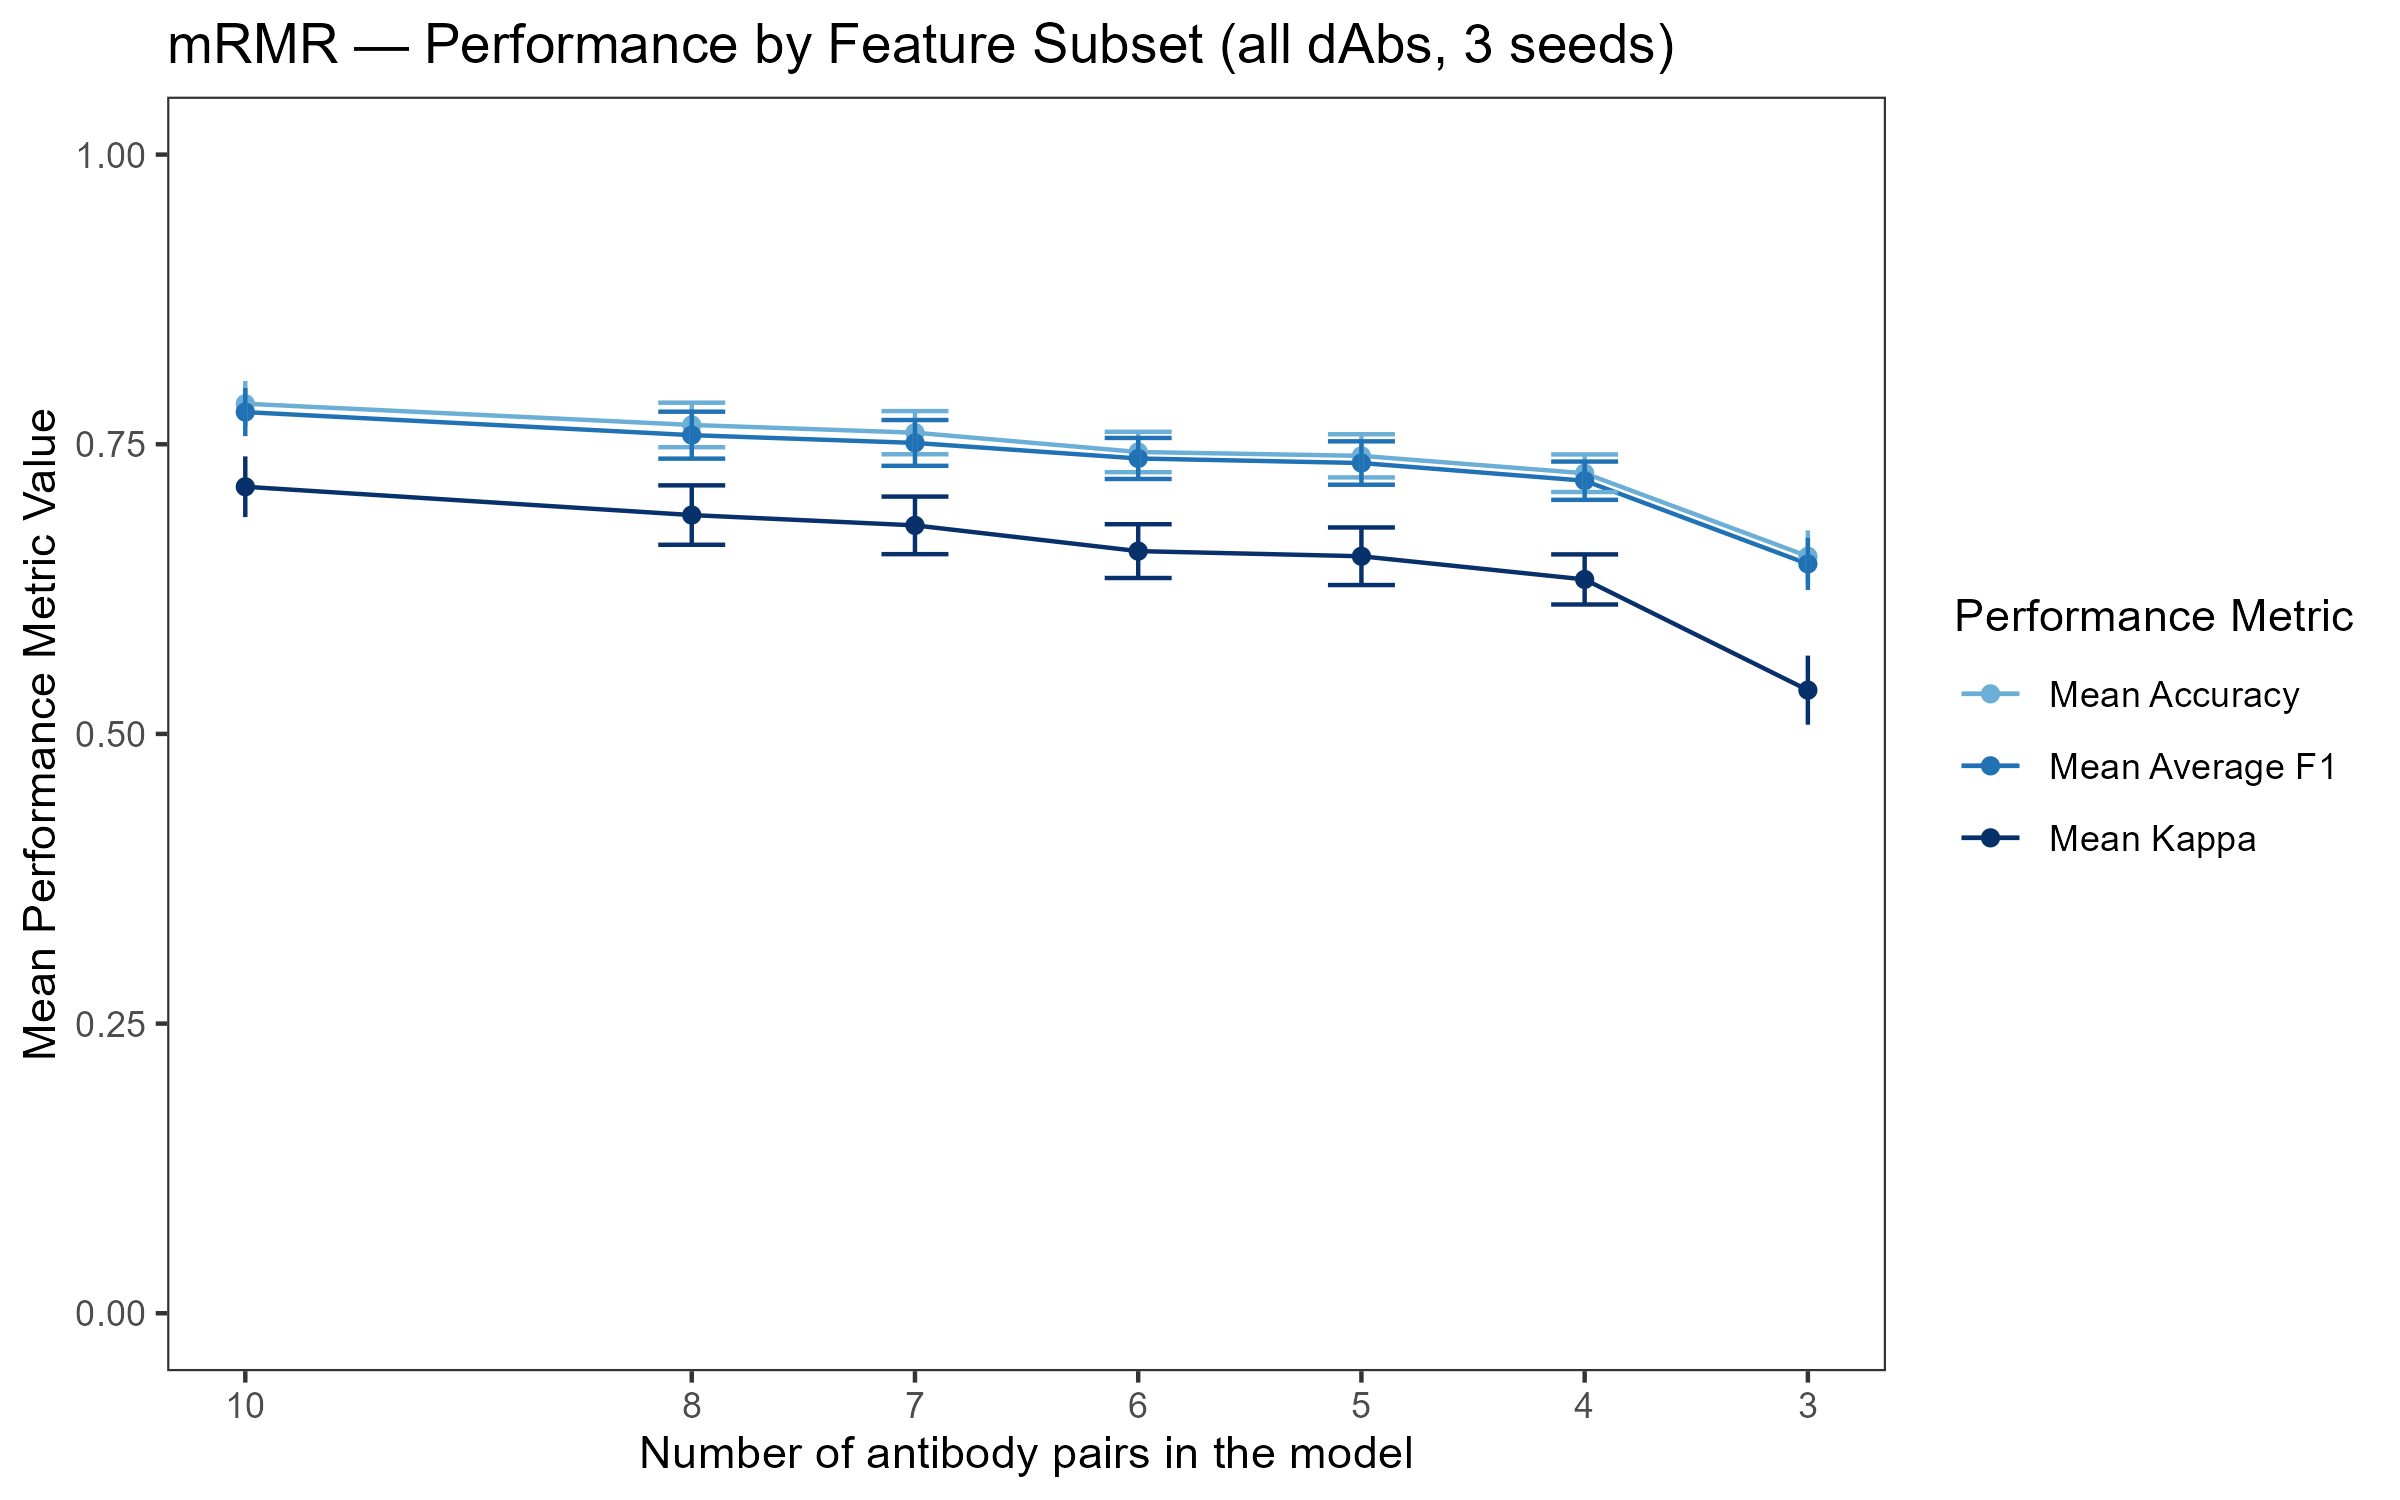 mRMR — Performance by Feature Subset (all dAbs, 3 seeds)
Mean Performance Metric Value
1.00
0.75
0.50
0.25
0.00
10 8 7 6 5 4 3
Number of antibody pairs in the model
Performance Metric
Mean Accuracy
Mean Average F1
Mean Kappa